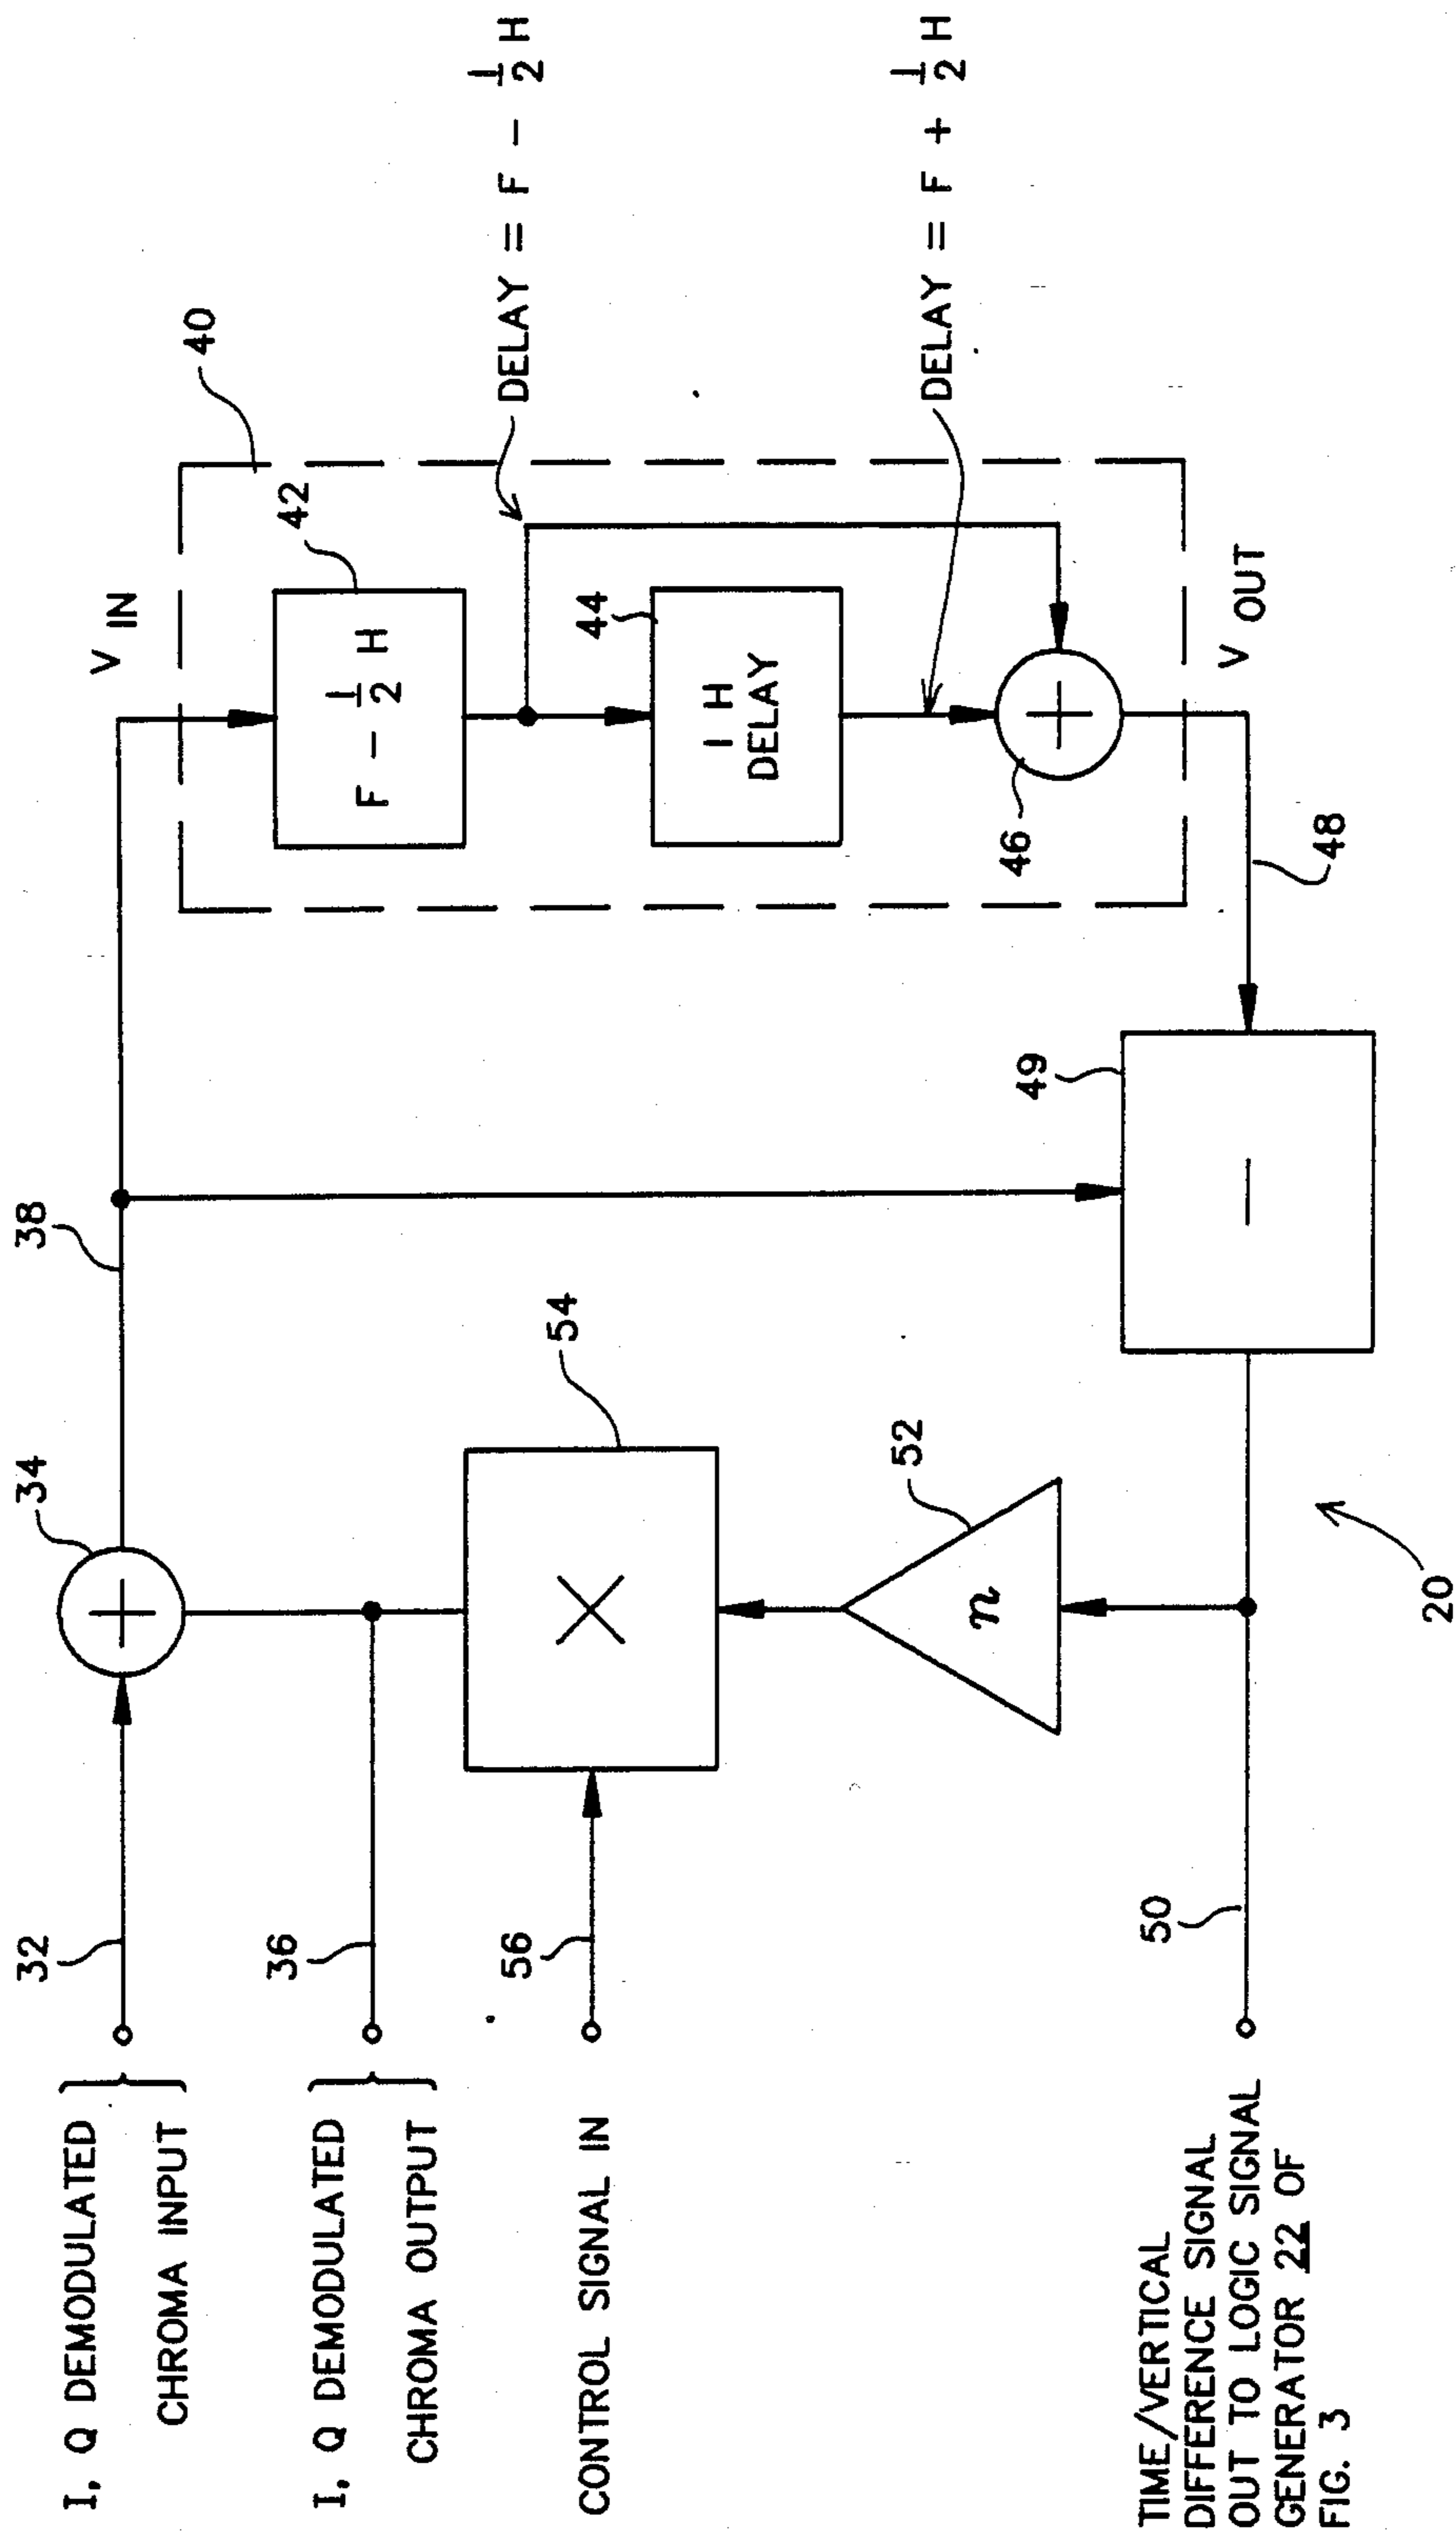 I, Q DEMODULATED
CHROMA INPUT
32
34
38
V IN
40
I, Q DEMODULATED
CHROMA OUTPUT
36
42
F - 1/2 H
DELAY = F - 1/2 H
CONTROL SIGNAL IN
56
54
44
1 H
DELAY
DELAY = F + 1/2 H
52
n
46
49
48
V OUT
TIME/VERTICAL
DIFFERENCE SIGNAL
OUT TO LOGIC SIGNAL
GENERATOR 22 OF
FIG. 3
50
20